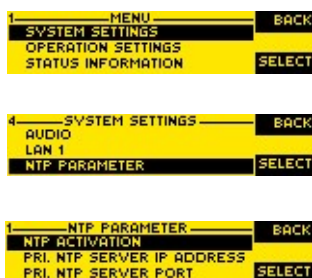 1 MENU BACK
SYSTEM SETTINGS
OPERATION SETTINGS
STATUS INFORMATION SELECT
4 SYSTEM SETTINGS BACK
AUDIO
LAN 1
NTP PARAMETER SELECT
1 NTP PARAMETER BACK
NTP ACTIVATION
PRI. NTP SERVER IP ADDRESS
PRI. NTP SERVER PORT SELECT